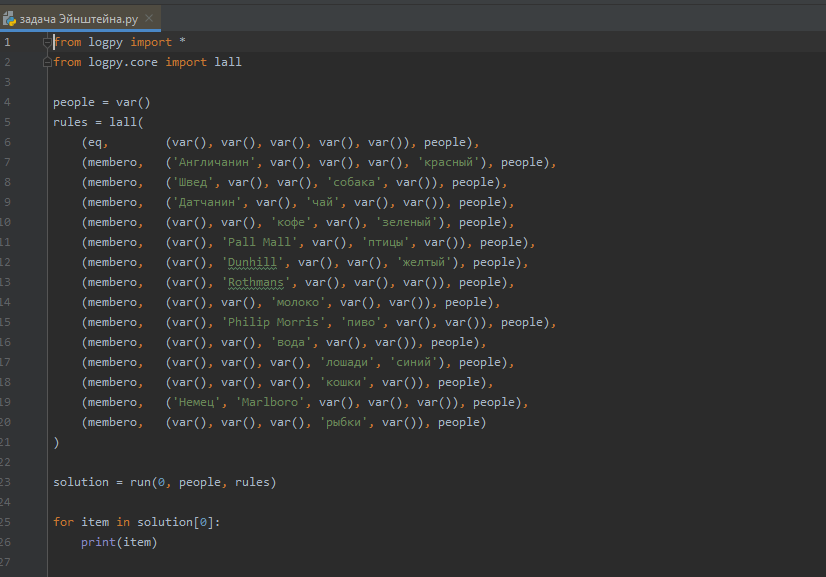 задача Эйнштейна.py
1 from logpy import *
2 from logpy.core import lall
3
4 people = var()
5 rules = lall(
6     (eq,        (var(), var(), var(), var(), var()), people),
7     (membero,   ('Англичанин', var(), var(), var(), 'красный'), people),
8     (membero,   ('Швед', var(), var(), 'собака', var()), people),
9     (membero,   ('Датчанин', var(), 'чай', var(), var()), people),
10     (membero,   (var(), var(), 'кофе', var(), 'зеленый'), people),
11     (membero,   (var(), 'Pall Mall', var(), 'птицы', var()), people),
12     (membero,   (var(), 'Dunhill', var(), var(), 'желтый'), people),
13     (membero,   (var(), 'Rothmans', var(), var(), var()), people),
14     (membero,   (var(), var(), 'молоко', var(), var()), people),
15     (membero,   (var(), 'Philip Morris', 'пиво', var(), var()), people),
16     (membero,   (var(), var(), 'вода', var(), var()), people),
17     (membero,   (var(), var(), var(), 'лошади', 'синий'), people),
18     (membero,   (var(), var(), var(), 'кошки', var()), people),
19     (membero,   ('Немец', 'Marlboro', var(), var(), var()), people),
20     (membero,   (var(), var(), var(), 'рыбки', var()), people)
21 )
22
23 solution = run(0, people, rules)
24
25 for item in solution[0]:
26     print(item)
27